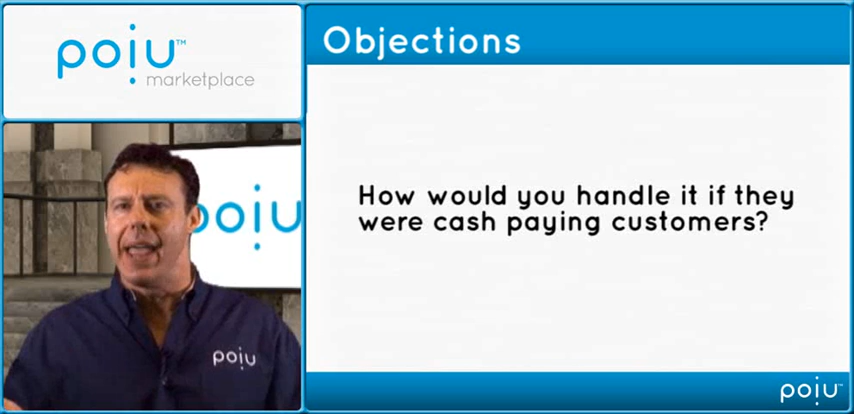 poiu™
marketplace
Objections
poiu
How would you handle it if they
were cash paying customers?
poiu
poiu™